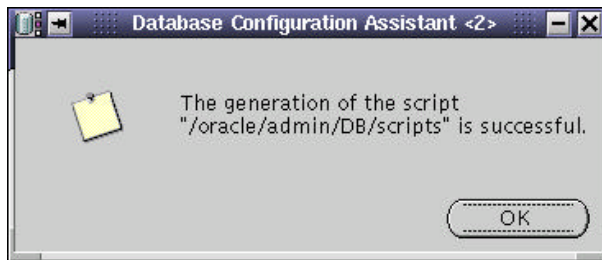 Database Configuration Assistant <2>
The generation of the script
"/oracle/admin/DB/scripts" is successful.
OK